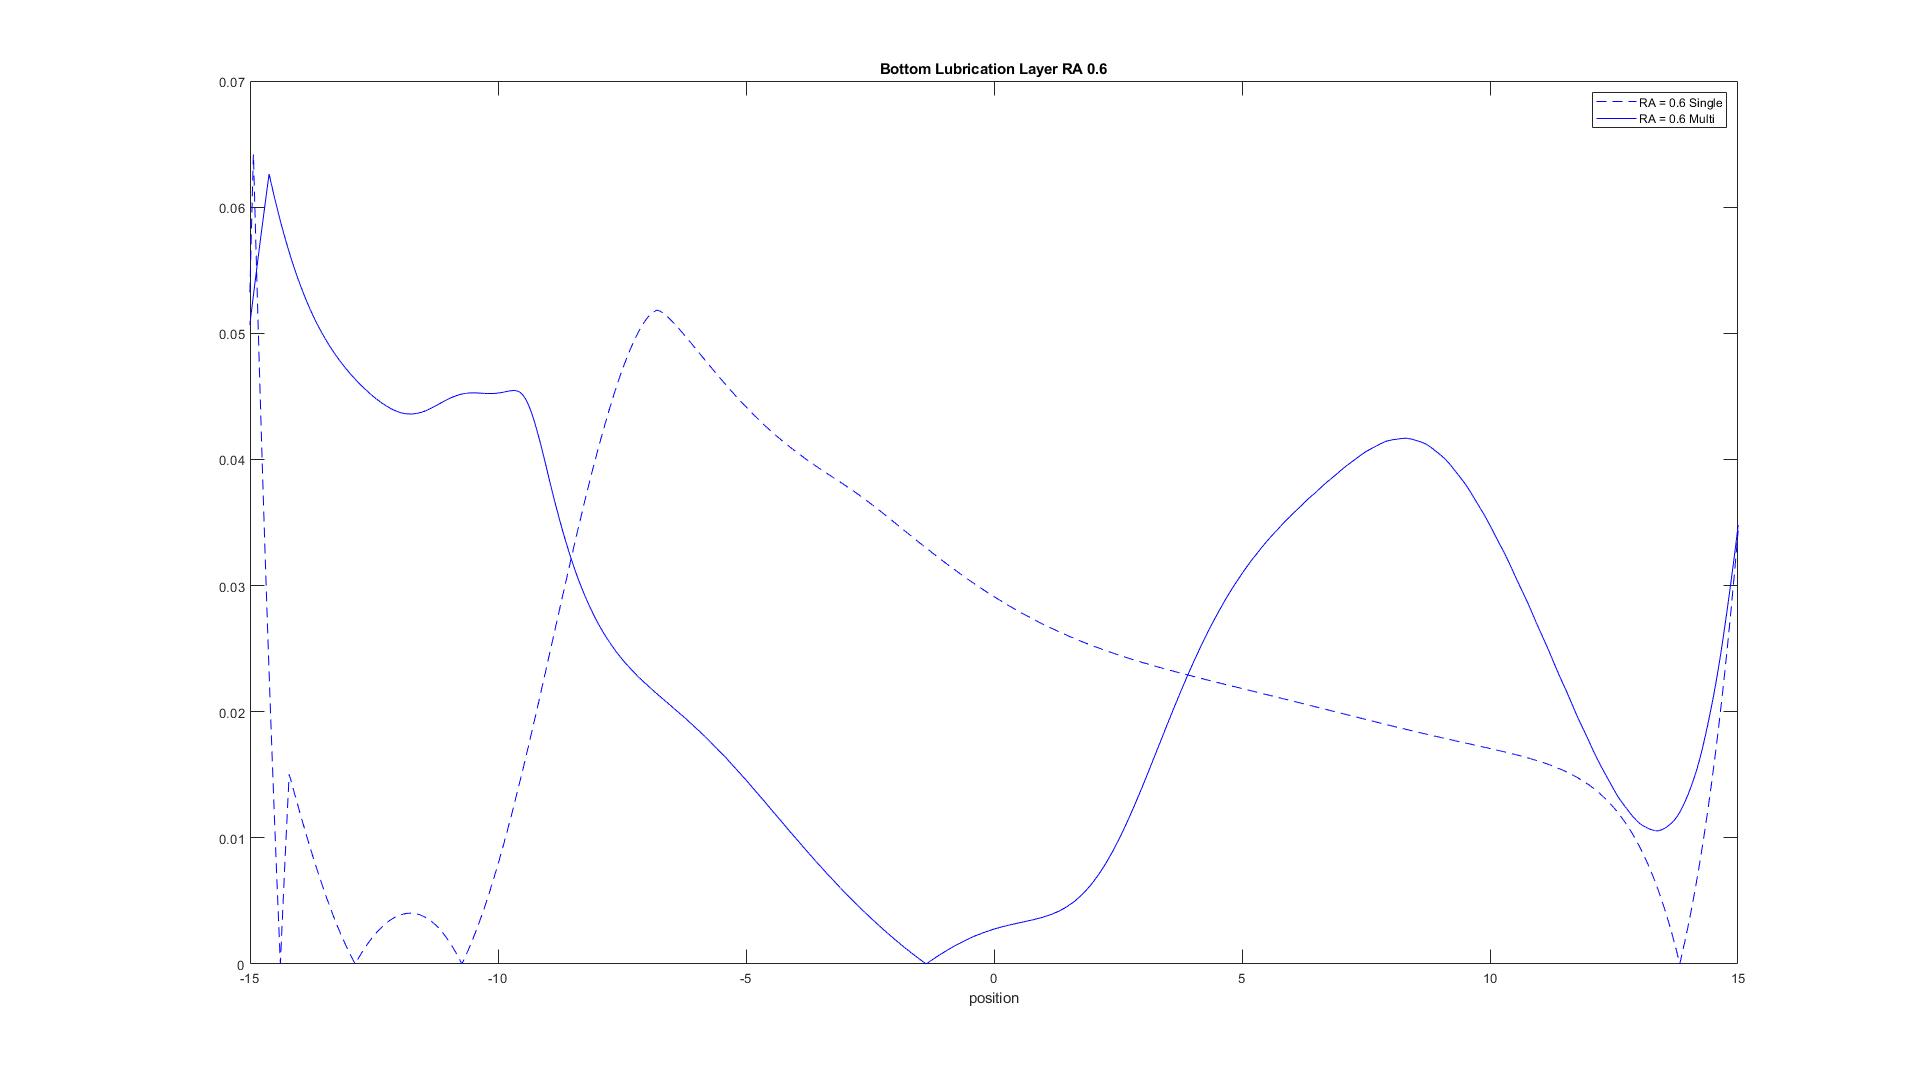 Bottom Lubrication Layer RA 0.6
0.07
0.06
0.05
0.04
0.03
0.02
0.01
0
RA = 0.6 Single
RA = 0.6 Multi
-15 -10 -5 0 5 10 15
position